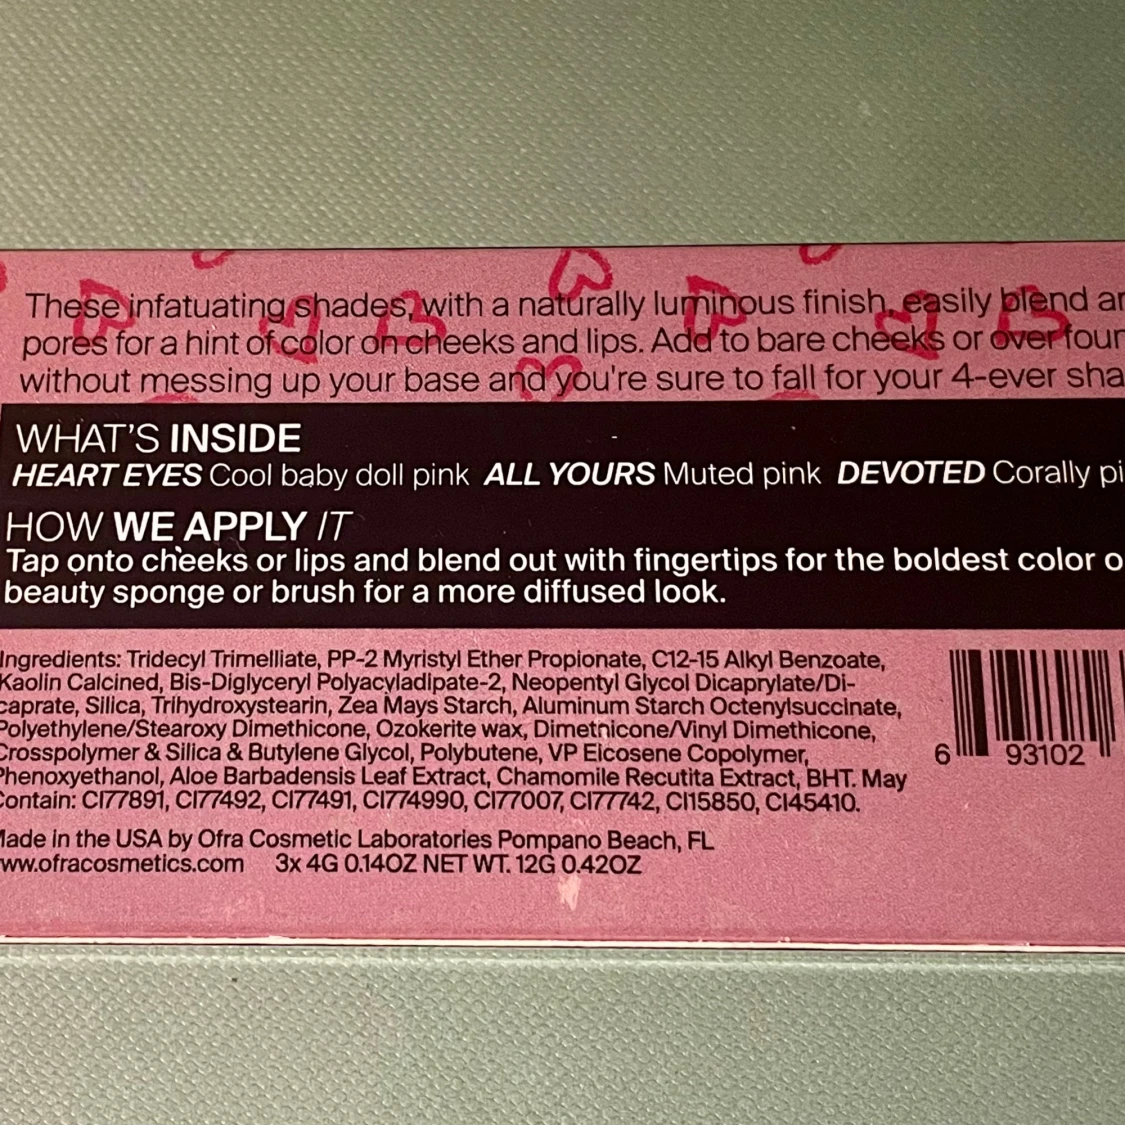 These infatuating shades, with a naturally luminous finish, easily blend
pores for a hint of color on cheeks and lips. Add to bare cheeks or over
without messing up your base and you're sure to fall for your 4-ever
WHAT'S INSIDE
HEART EYES Cool baby doll pink ALL YOURS Muted pink DEVOTED Corally pi
HOW WE APPLY IT
Tap onto cheeks or lips and blend out with fingertips for the boldest color o
beauty sponge or brush for a more diffused look.
Ingredients: Tridecyl Trimelliate, PP-2 Myristyl Ether Propionate, C12-15 Alkyl Benzoate,
Kaolin Calcined, Bis-Diglyceryl Polyacyladipate-2, Neopentyl Glycol Dicaprylate/Di-
caprate, Silica, Trihydroxystearin, Zea Mays Starch, Aluminum Starch Octenylsuccinate,
Polyethylene/Stearoxy Dimethicone, Ozokerite wax, Dimethicone/Vinyl Dimethicone,
Crosspolymer & Silica & Butylene Glycol, Polybutene, VP Eicosene Copolymer,
Phenoxyethanol, Aloe Barbadensis Leaf Extract, Chamomile Recutita Extract, BHT. May
Contain: CI77891, CI77492, CI77491, CI774990, CI77007, CI77742, CI15850, CI45410.
Made in the USA by Ofra Cosmetic Laboratories Pompano Beach, FL
www.ofracosmetics.com 3x 4G 0.14OZ NET WT. 12G 0.42OZ
6 93102